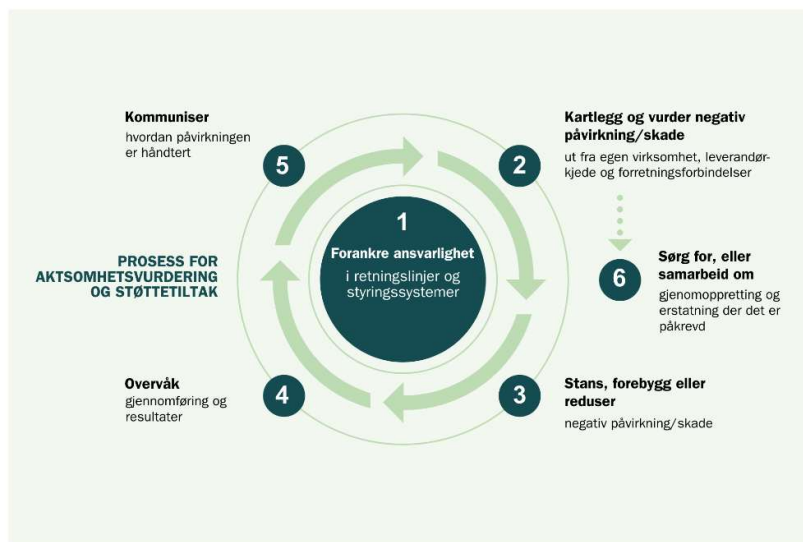 PROSESS FOR
AKTSOMHETSVURDERING
OG STØTTETILTAK
1
Forankre ansvarlighet
i retningslinjer og
styringssystemer
2
Kartlegg og vurder negativ
påvirkning/skade
ut fra egen virksomhet, leverandør-
kjede og forretningsforbindelser
3
Stans, forebygg eller
reduser
negativ påvirkning/skade
4
Overvåk
gjennomføring og
resultater
5
Kommuniser
hvordan påvirkningen
er håndtert
6
Sørg for, eller
samarbeid om
gjenomoppretting og
erstatning der det er
påkrevd